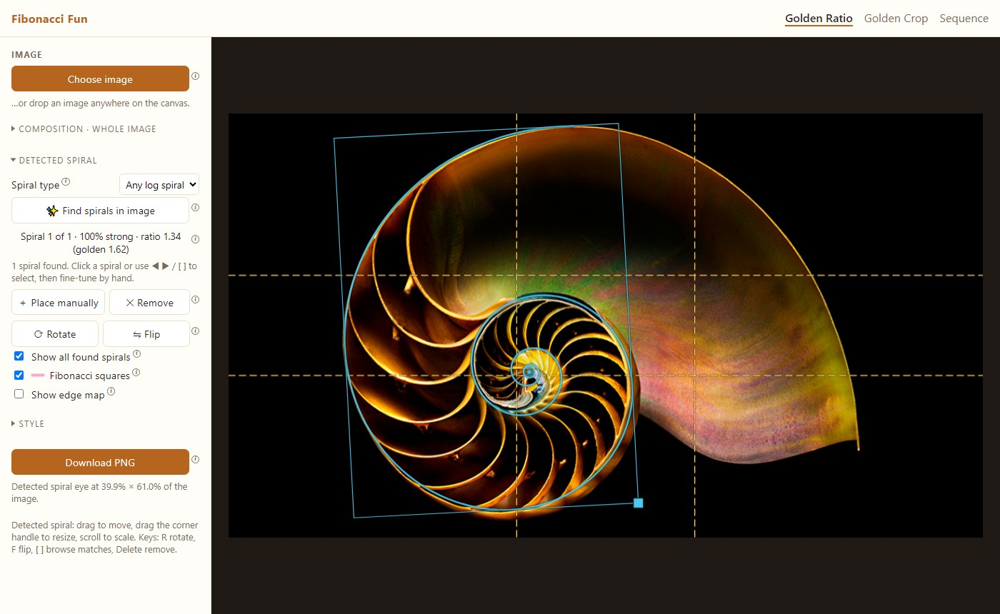 Fibonacci Fun
Golden Ratio Golden Crop Sequence
IMAGE
Choose image
...or drop an image anywhere on the canvas.
COMPOSITION · WHOLE IMAGE
DETECTED SPIRAL
Spiral type Any log spiral
✨ Find spirals in image
Spiral 1 of 1 · 100% strong · ratio 1.34
(golden 1.62)
1 spiral found. Click a spiral or use ◀ ▶ / [ ] to
select, then fine-tune by hand.
+ Place manually ✕ Remove
⟳ Rotate ⇋ Flip
Show all found spirals
Fibonacci squares
Show edge map
STYLE
Download PNG
Detected spiral eye at 39.9% × 61.0% of the
image.
Detected spiral: drag to move, drag the corner
handle to resize, scroll to scale. Keys: R rotate,
F flip, [ ] browse matches, Delete remove.